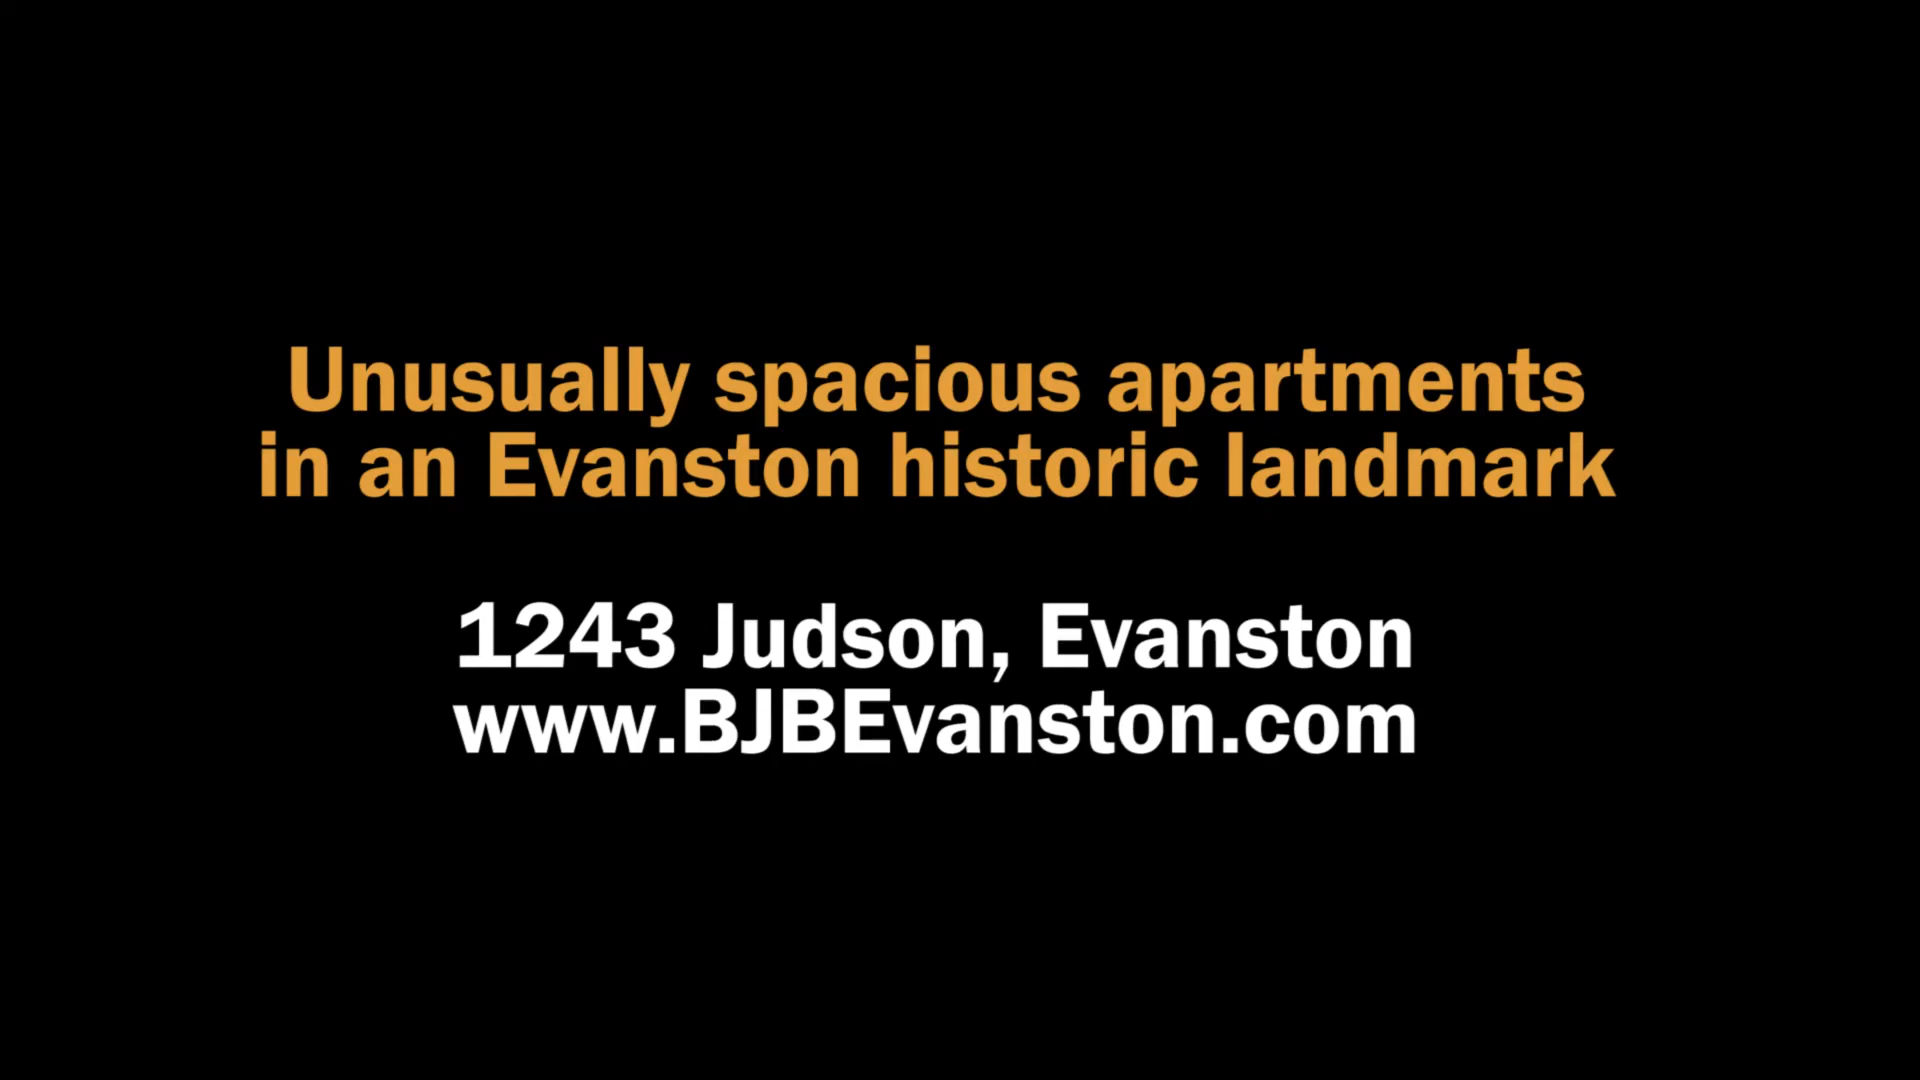 Unusually spacious apartments
in an Evanston historic landmark
1243 Judson, Evanston
www.BJBEvanston.com